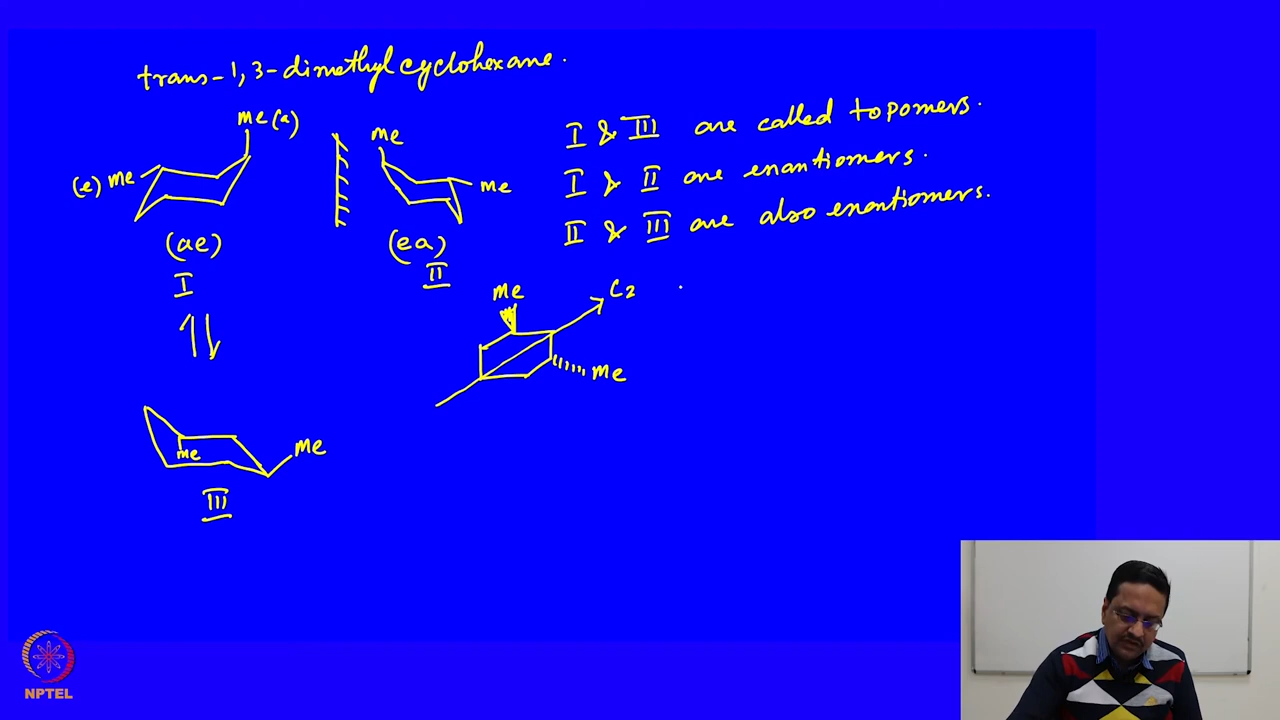 trans-1,3-dimethylcyclohexane.
Me(a)
(e) Me
(ae)
I
Me
Me
(ea)
II
I & III are called topomers.
I & II are enantiomers.
II & III are also enantiomers.
Me
C2
Me
Me
Me
III
NPTEL